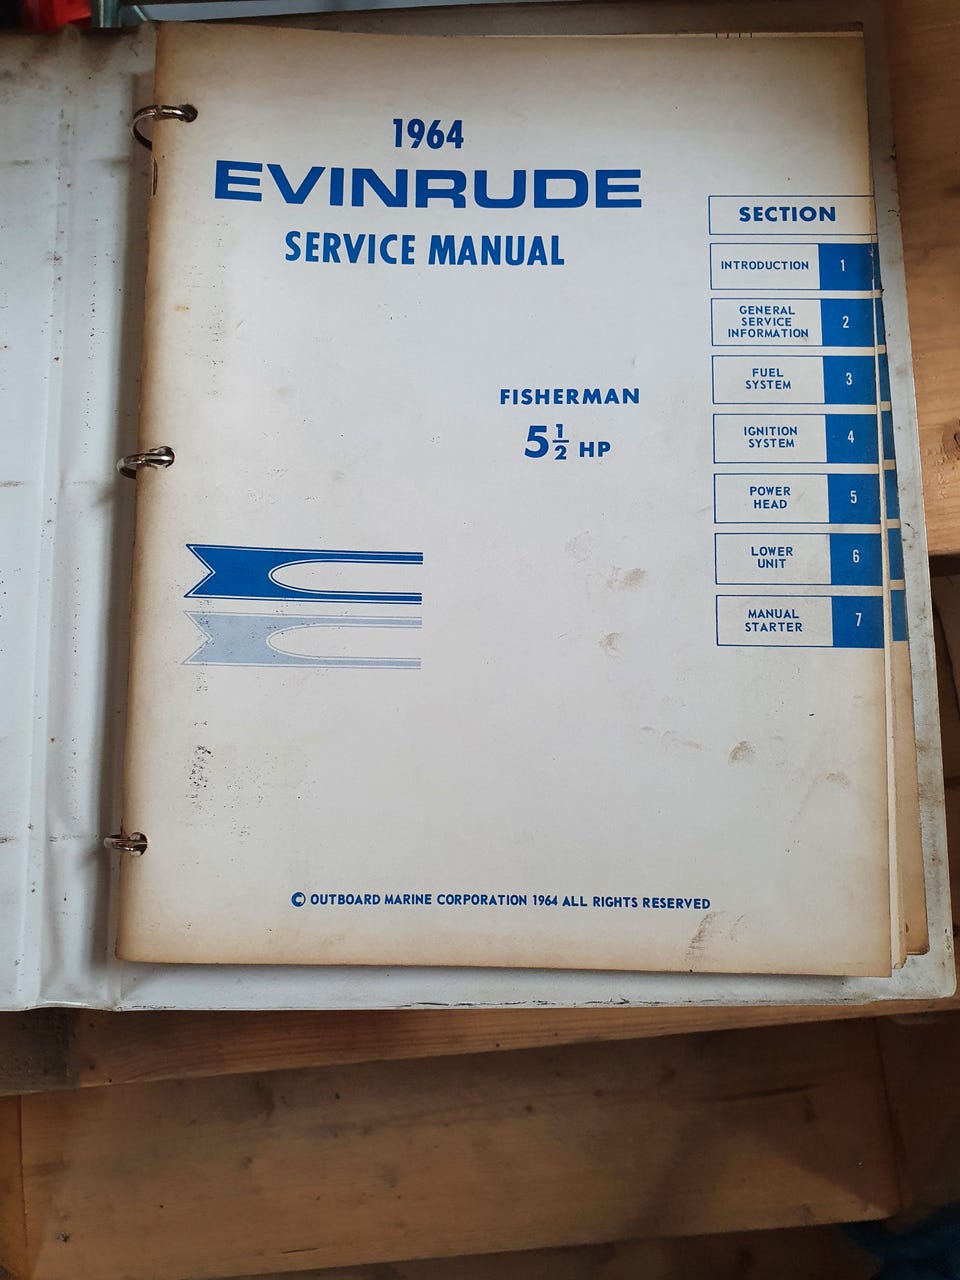 1964
EVINRUDE
SERVICE MANUAL
FISHERMAN
5½ HP
SECTION
INTRODUCTION 1
GENERAL
SERVICE 2
INFORMATION
FUEL
SYSTEM 3
IGNITION
SYSTEM 4
POWER
HEAD 5
LOWER
UNIT 6
MANUAL
STARTER 7
© OUTBOARD MARINE CORPORATION 1964 ALL RIGHTS RESERVED